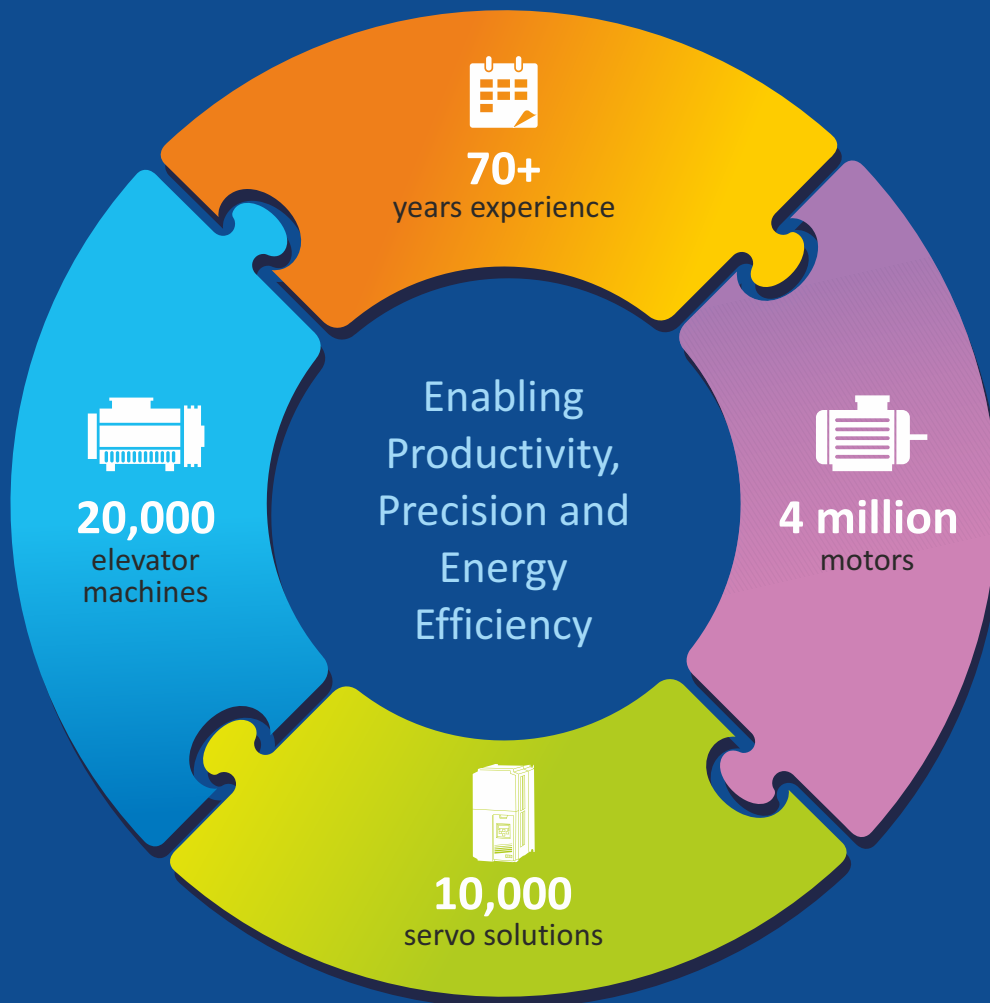 70+
years experience
20,000
elevator
machines
Enabling
Productivity,
Precision and
Energy
Efficiency
4 million
motors
10,000
servo solutions